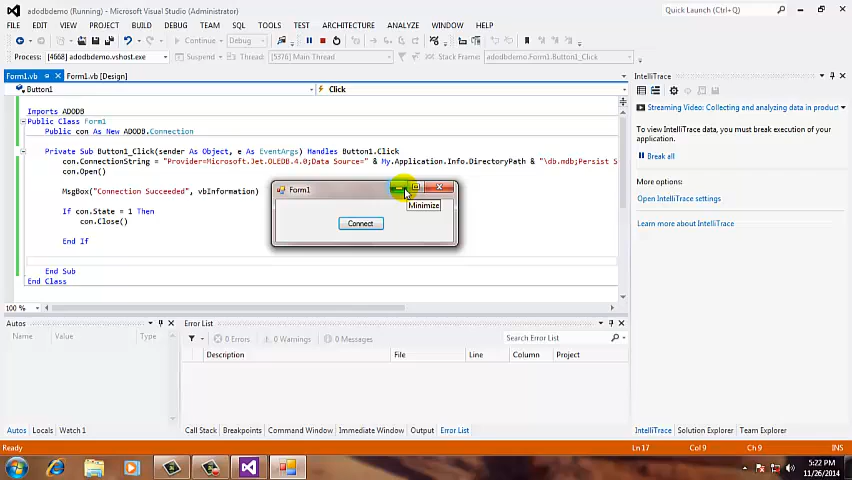 adodbdemo (Running) - Microsoft Visual Studio (Administrator)
Quick Launch (Ctrl+Q)
FILE EDIT VIEW PROJECT BUILD DEBUG TEAM SQL TOOLS TEST ARCHITECTURE ANALYZE WINDOW HELP
Continue Debug
Process: [4668] adodbdemo.vshost.exe Suspend Thread: [5376] Main Thread Stack Frame: adodbdemo.Form1.Button1_Click
Form1.vb Form1.vb [Design]
Button1 Click
Imports ADODB
Public Class Form1
Public con As New ADODB.Connection
Private Sub Button1_Click(sender As Object, e As EventArgs) Handles Button1.Click
con.ConnectionString = "Provider=Microsoft.Jet.OLEDB.4.0;Data Source=" & My.Application.Info.DirectoryPath & "\db.mdb;Persist S
con.Open()
MsgBox("Connection Succeeded", vbInformation)
If con.State = 1 Then
con.Close()
End If
End Sub
End Class
Form1
Minimize
Connect
100 %
IntelliTrace
Streaming Video: Collecting and analyzing data in product
To view IntelliTrace data, you must break execution of
your application.
Break all
More options:
Open IntelliTrace settings
Learn more about IntelliTrace
Autos
Name Value Type
Error List
0 Errors 0 Warnings 0 Messages
Search Error List
Description File Line Column Project
Autos Locals Watch 1
Call Stack Breakpoints Command Window Immediate Window Output Error List
IntelliTrace Solution Explorer Team Explorer
Ready
Ln 17 Col 9 Ch 9 INS
5:22 PM
11/26/2014